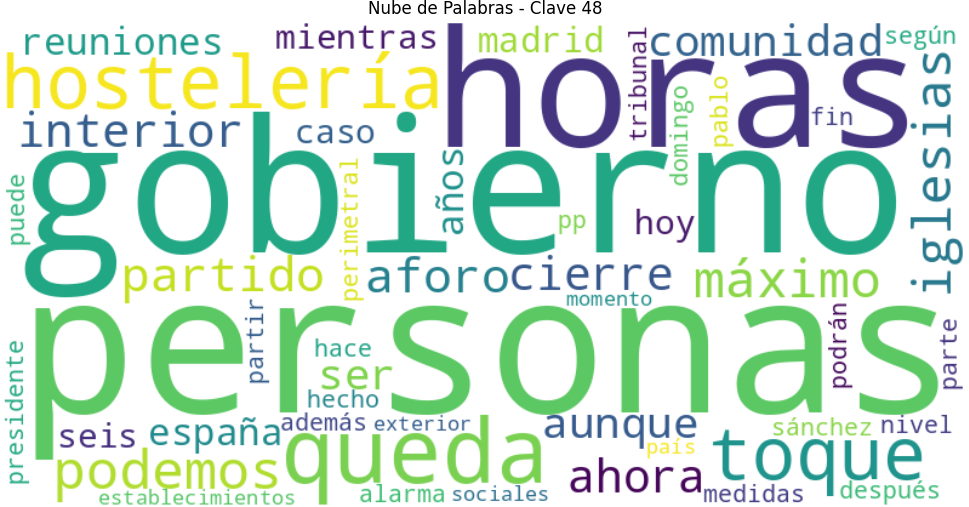 Nube de Palabras - Clave 48
reuniones
mientras
madrid
comunidad
según
hostelería
horas
tribunal
domingo
pablo
fin
iglesias
interior
caso
gobierno
puede
perimetral
años
pp
hoy
partido
aforo
cierre
máximo
momento
personas
presidente
partir
hace
ser
hecho
podrán
parte
seis
españa
además
exterior
queda
aunque
sánchez
nivel
país
toque
podemos
ahora
establecimientos
alarma
sociales
medidas
después